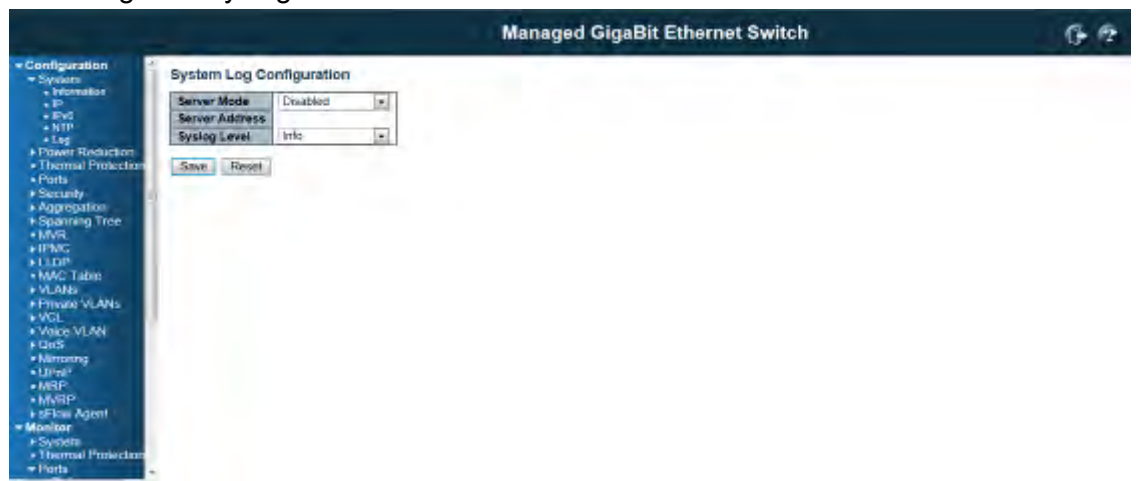 Managed GigaBit Ethernet Switch
Configuration
System
Information
IP
IPv6
NTP
Log
Power Reduction
Thermal Protection
Ports
Security
Aggregation
Spanning Tree
MVR
IPMC
LLDP
MAC Table
VLANs
Private VLANs
VCL
Voice VLAN
QoS
Mirroring
UPnP
MRP
MVRP
sFlow Agent
Monitor
System
Thermal Protection
Ports
System Log Configuration
Server Mode Disabled
Server Address
Syslog Level Info
Save Reset